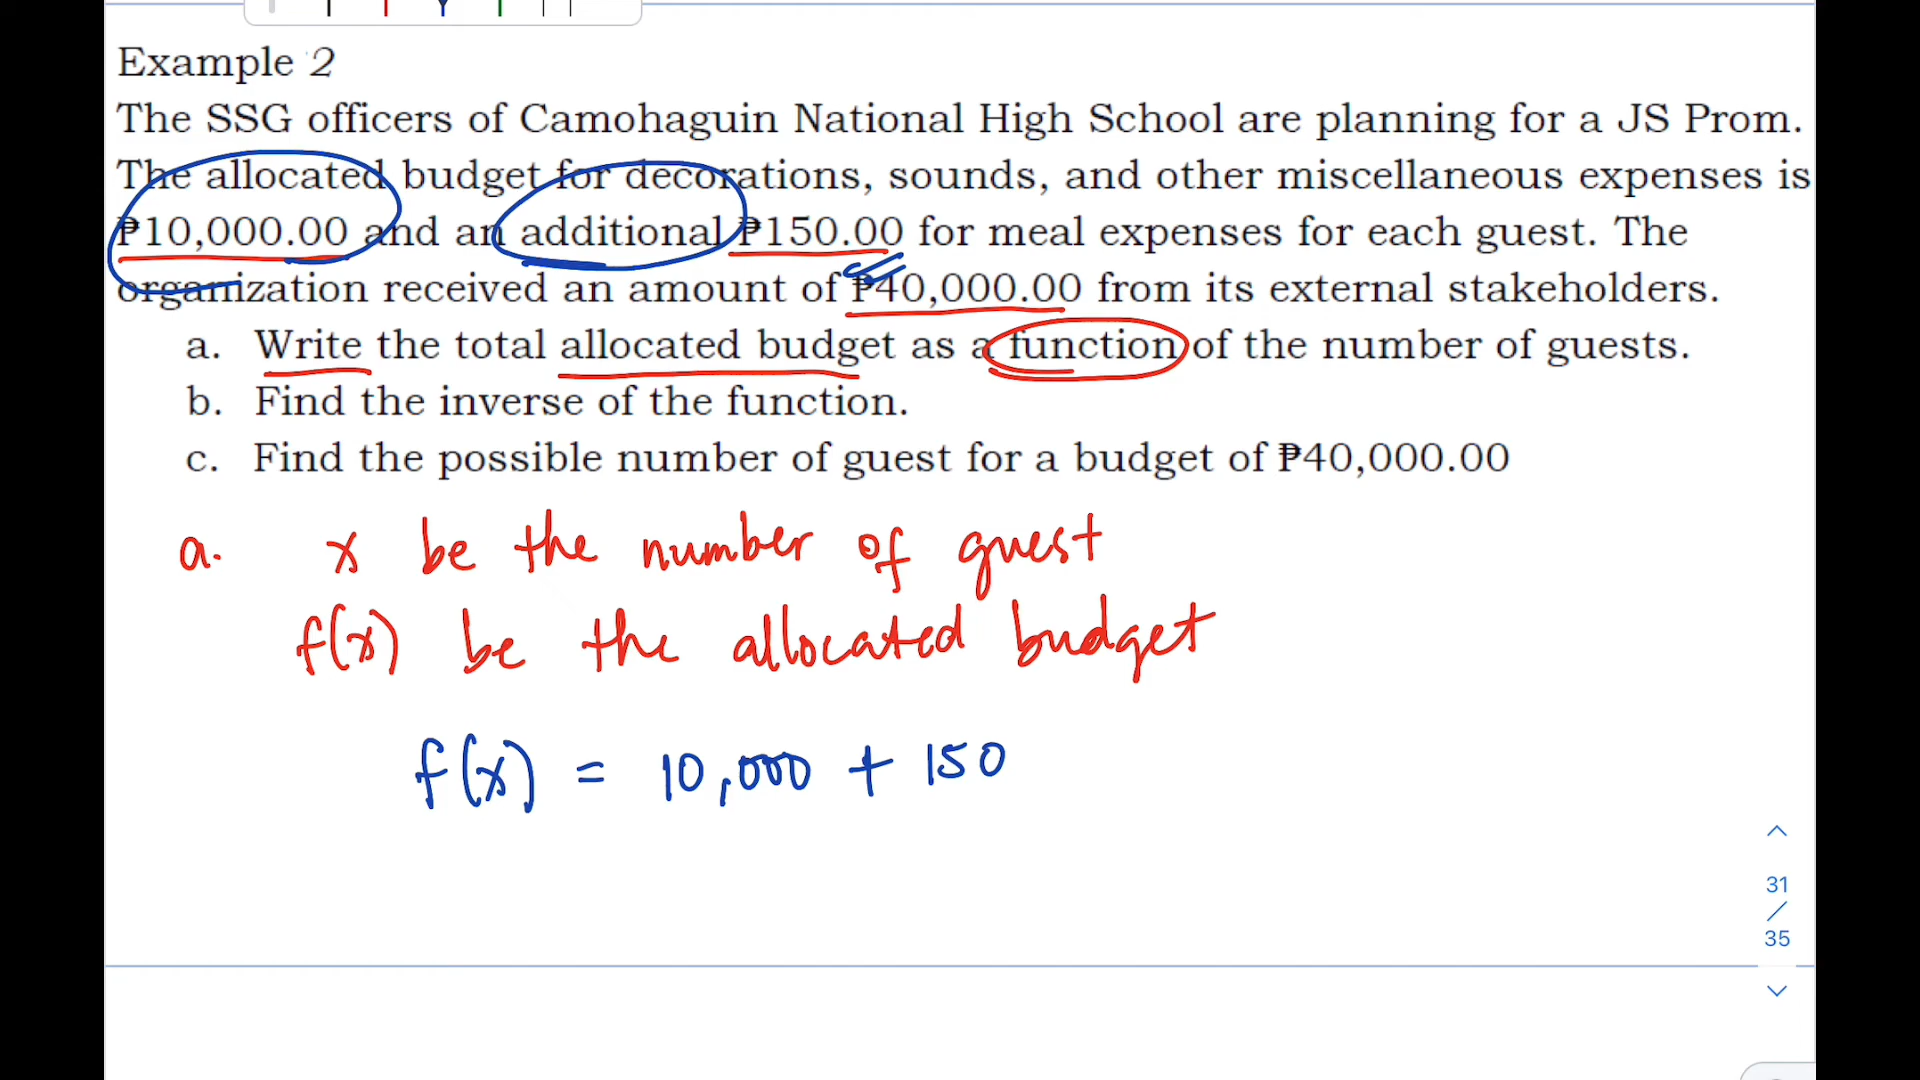 Example 2
The SSG officers of Camohaguin National High School are planning for a JS Prom.
The allocated budget for decorations, sounds, and other miscellaneous expenses is
₱10,000.00 and an additional ₱150.00 for meal expenses for each guest. The
organization received an amount of ₱40,000.00 from its external stakeholders.
a. Write the total allocated budget as a function of the number of guests.
b. Find the inverse of the function.
c. Find the possible number of guest for a budget of ₱40,000.00
a. x be the number of guest
f(x) be the allocated budget
f(x) = 10,000 + 150
31
/
35